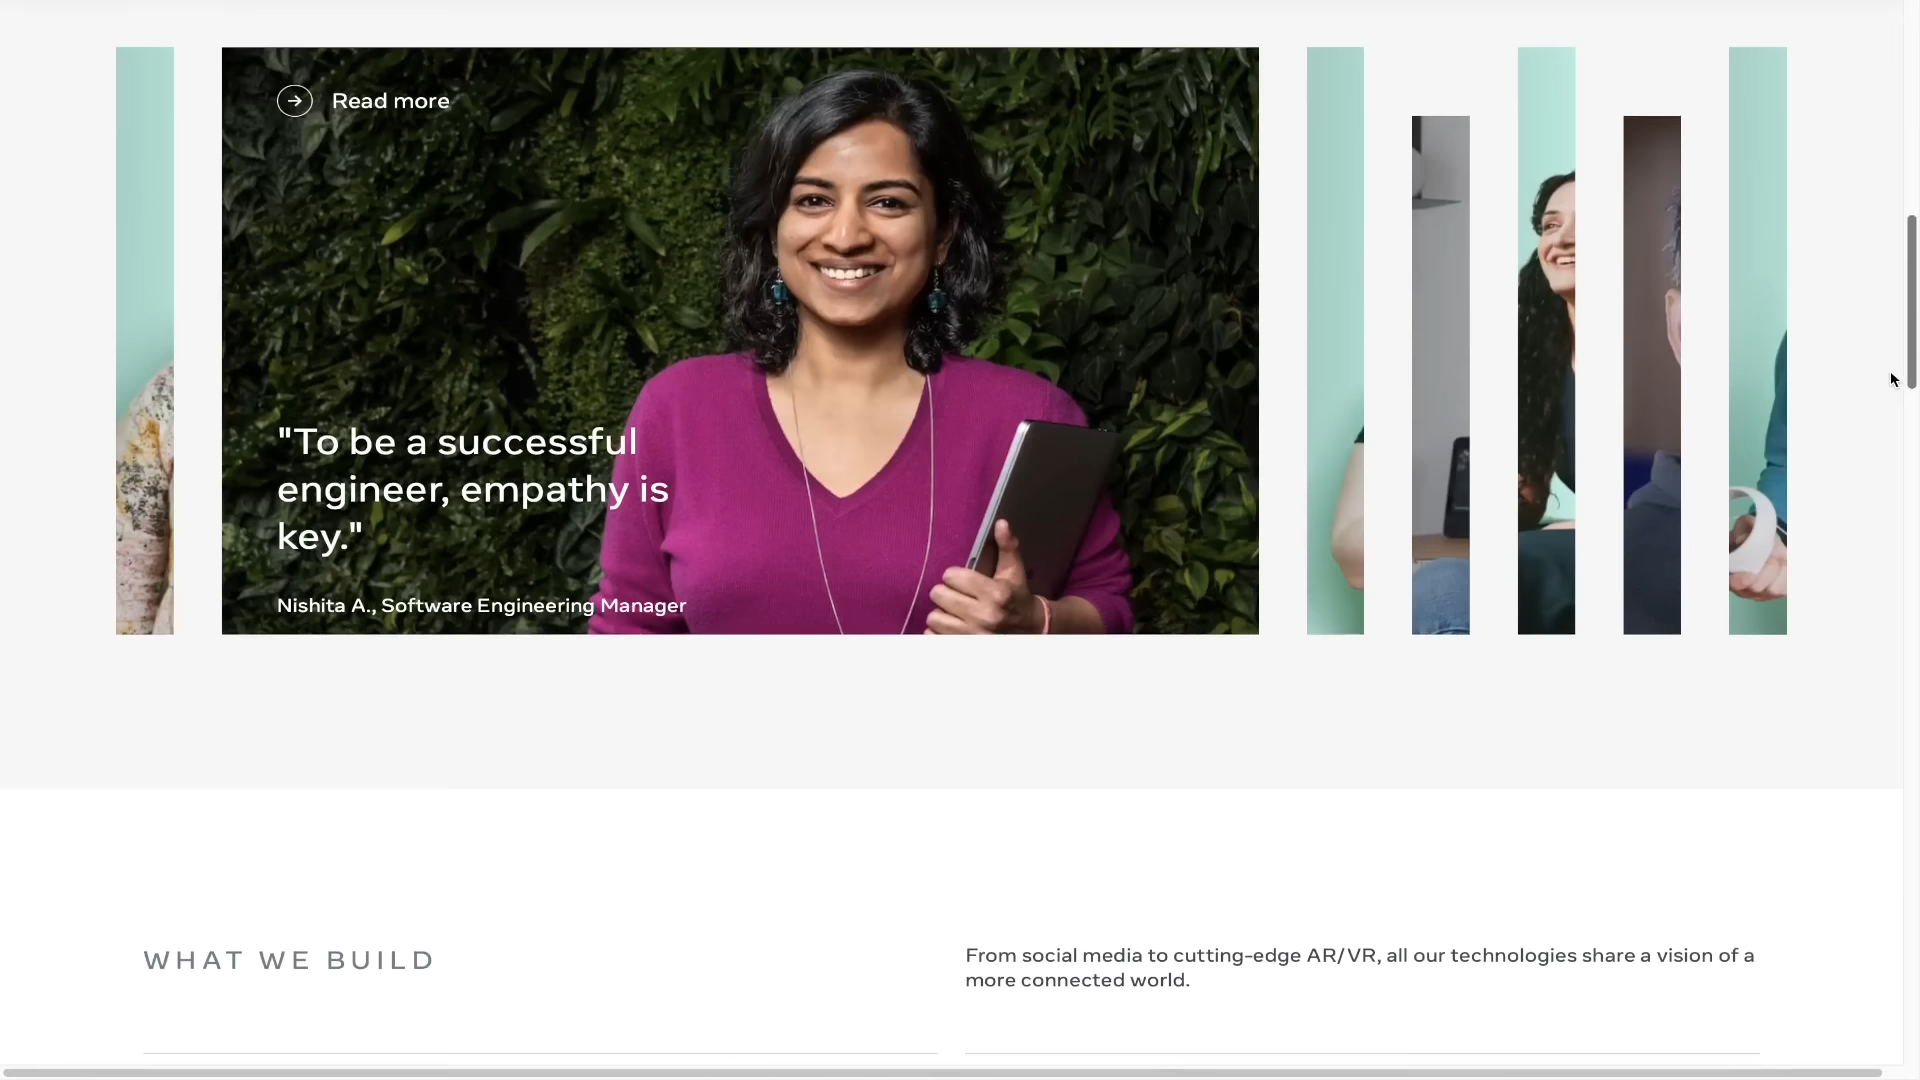 Read more
"To be a successful
engineer, empathy is
key."
Nishita A., Software Engineering Manager
WHAT WE BUILD
From social media to cutting-edge AR/VR, all our technologies share a vision of a
more connected world.